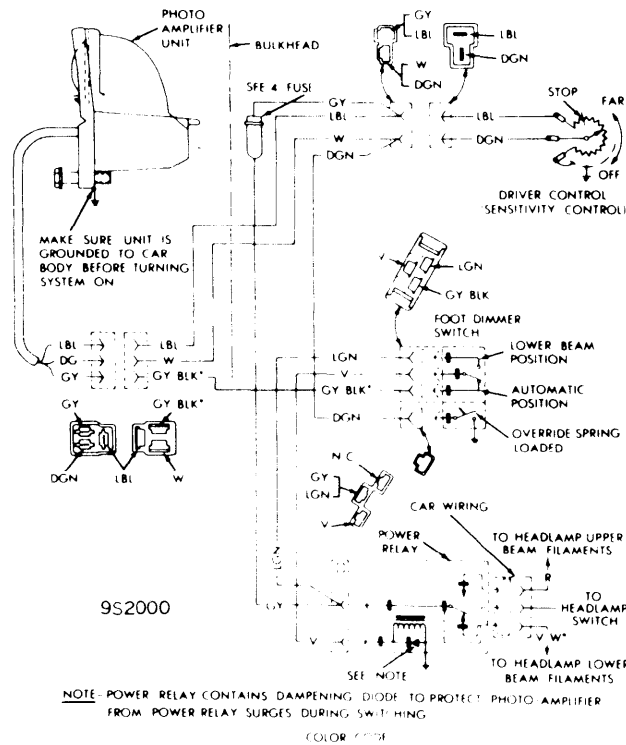 PHOTO
AMPLIFIER
UNIT
BULKHEAD
SFE 4 FUSE
GY
LBL
W
DGN
LBL
DGN
GY
LBL
W
DGN
LBL
DGN
STOP
FAR
OFF
DRIVER CONTROL
SENSITIVITY CONTROL)
MAKE SURE UNIT IS
GROUNDED TO CAR
BODY BEFORE TURNING
SYSTEM ON
V
LGN
GY BLK
FOOT DIMMER
SWITCH
LBL
DG
GY
LBL
W
GY BLK*
LGN
V
GY BLK*
DGN
LOWER BEAM
POSITION
AUTOMATIC
POSITION
OVERRIDE SPRING
LOADED
GY
GY BLK*
DGN
LBL
W
N C
GY
LGN
V
CAR WIRING
POWER
RELAY
TO HEADLAMP UPPER
BEAM FILAMENTS
R
TO
HEADLAMP
SWITCH
V W*
TO HEADLAMP LOWER
BEAM FILAMENTS
LGN
GY
V
9S2000
SEE NOTE
NOTE- POWER RELAY CONTAINS DAMPENING DIODE TO PROTECT PHOTO AMPLIFIER
FROM POWER RELAY SURGES DURING SWITCHING
COLOR